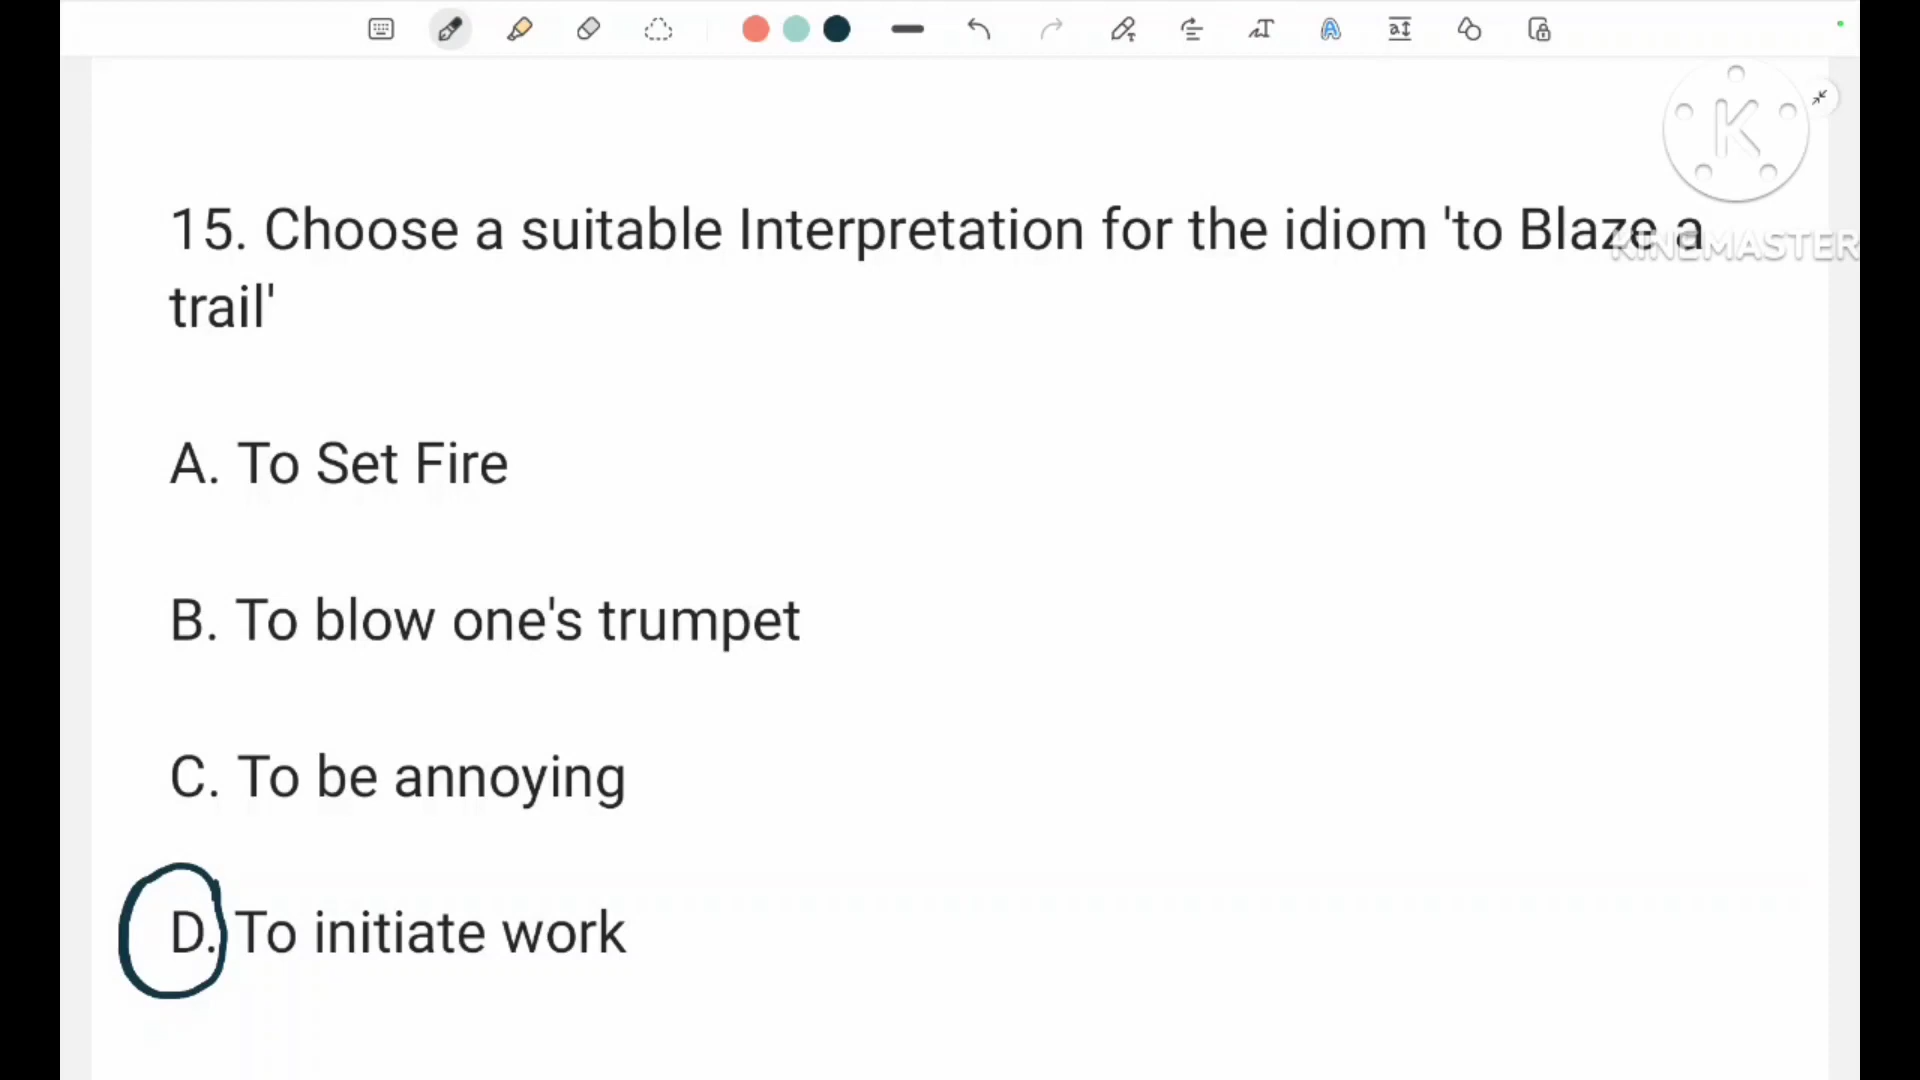 K
KINEMASTER
15. Choose a suitable Interpretation for the idiom 'to Blaze a
trail'
A. To Set Fire
B. To blow one's trumpet
C. To be annoying
D. To initiate work